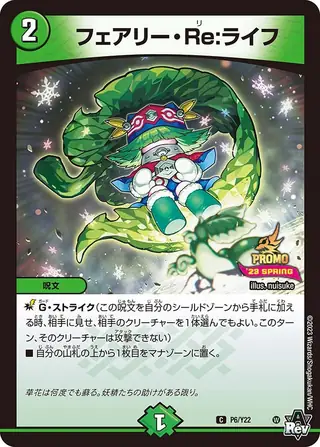 2
リ
フェアリー・Re:ライフ
PROMO
'23 SPRING
illus. nuisuke
呪文
G・ストライク(この呪文を自分のシールドゾーンから手札に加え
る時、相手に見せ、相手のクリーチャーを1体選んでもよい。このター
ン、そのクリーチャーは攻撃できない)
■自分の山札の上から1枚目をマナゾーンに置く。
草花は何度でも蘇る。妖精たちの助けがある限り。
©2023 Wizards/Shogakukan/WHC
1
C P6/Y22 W
Rev